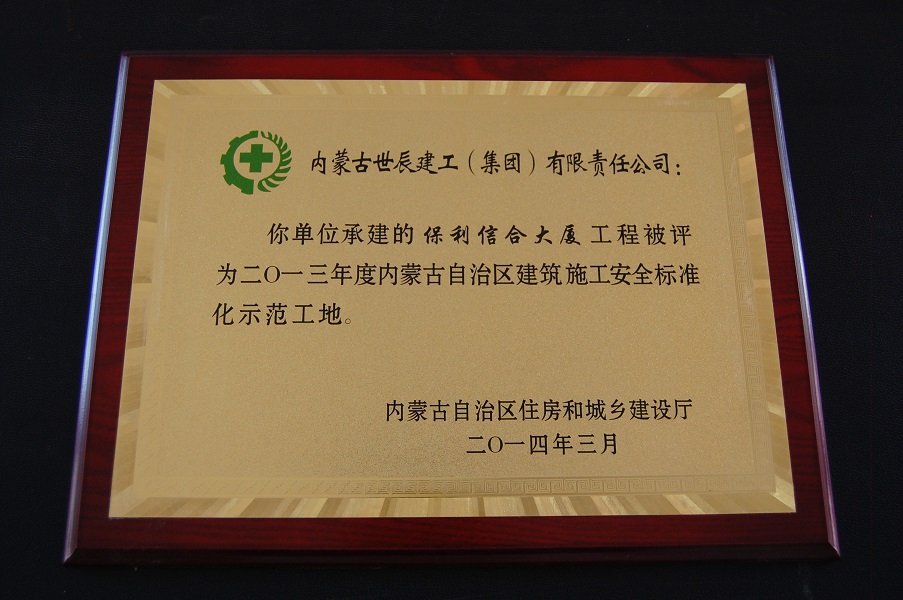 内蒙古世辰建工（集团）有限责任公司：
你单位承建的保利信合大厦工程被评
为二〇一三年度内蒙古自治区建筑施工安全标准
化示范工地。
内蒙古自治区住房和城乡建设厅
二〇一四年三月